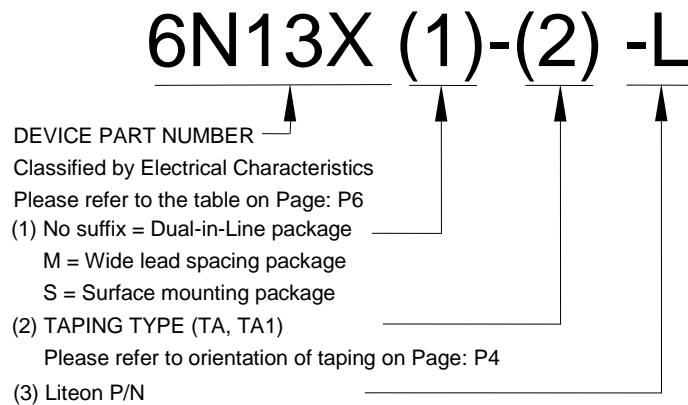 6N13X (1)-(2) -L
DEVICE PART NUMBER
Classified by Electrical Characteristics
Please refer to the table on Page: P6
(1) No suffix = Dual-in-Line package
M = Wide lead spacing package
S = Surface mounting package
(2) TAPING TYPE (TA, TA1)
Please refer to orientation of taping on Page: P4
(3) Liteon P/N